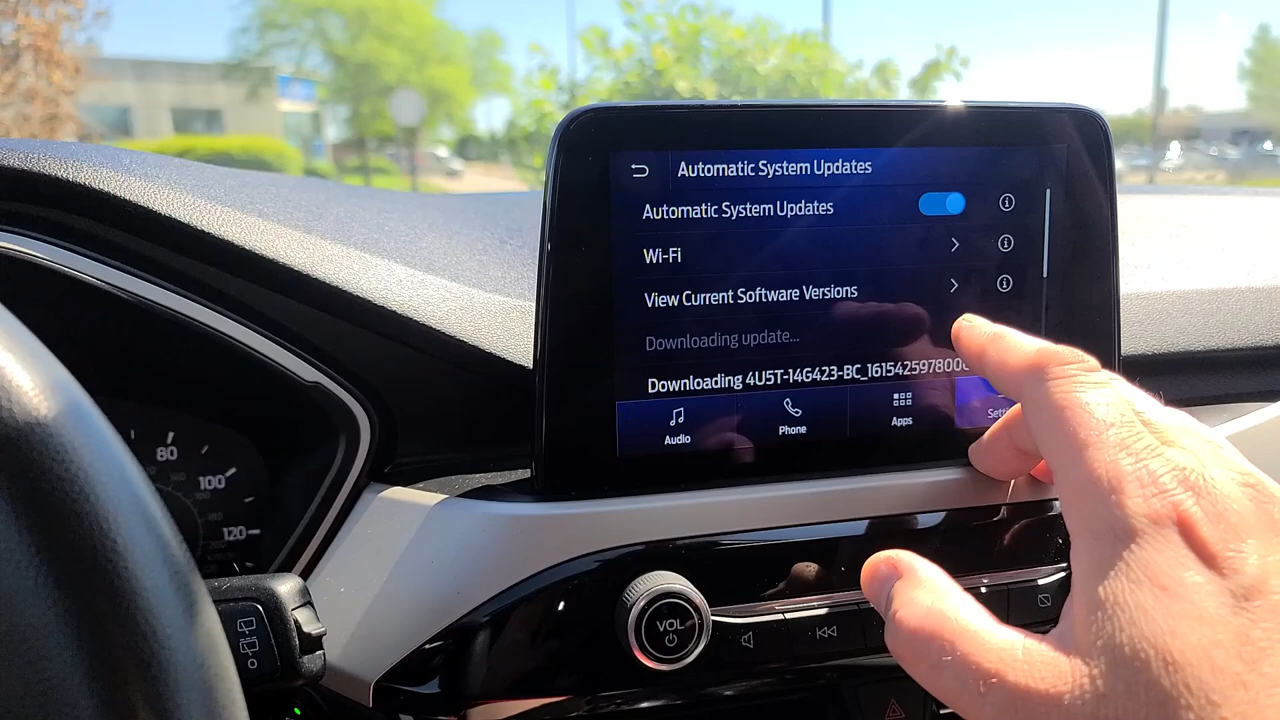 Automatic System Updates
Automatic System Updates
Wi-Fi
View Current Software Versions
Downloading update...
Downloading 4U5T-14G423-BC_161542597800
Audio
Phone
Apps
80
100
120
VOL